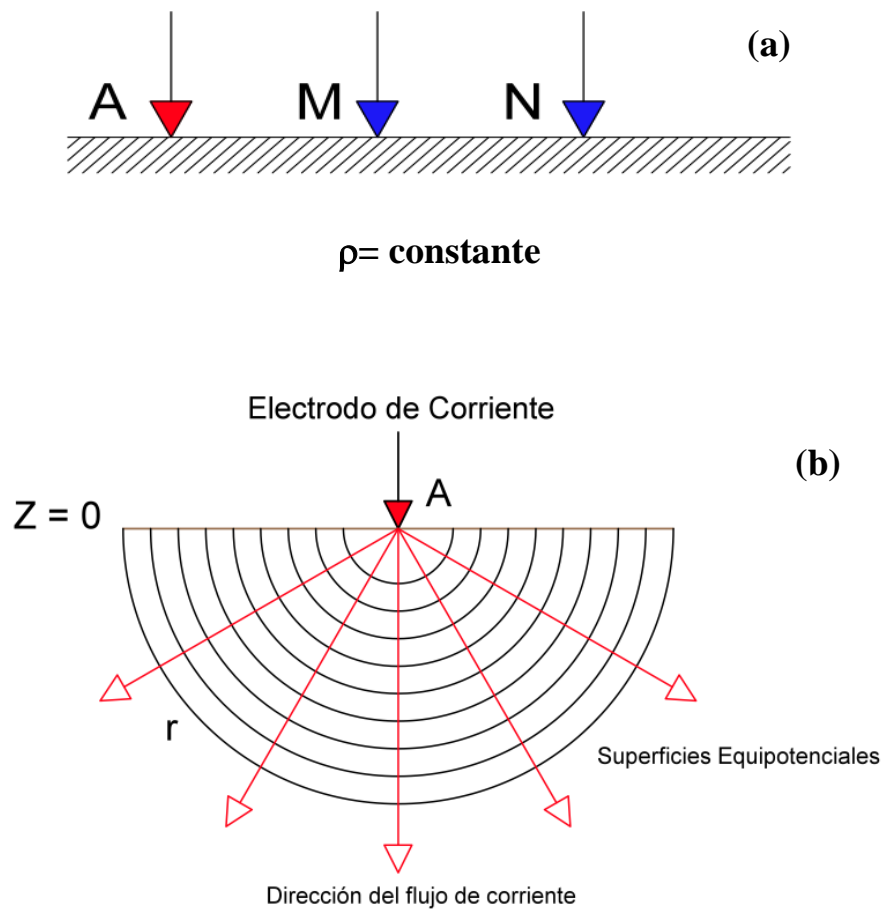 (a)
A M N
ρ= constante
Electrodo de Corriente
(b)
A
Z = 0
r
Superficies Equipotenciales
Dirección del flujo de corriente